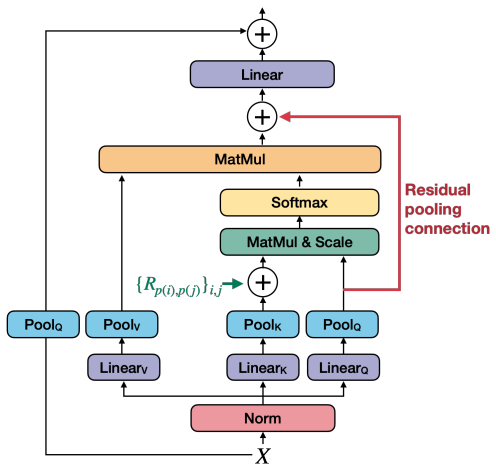 Linear
MatMul
Residual
pooling
connection
Softmax
MatMul & Scale
{R_{p(i),p(j)}}_{i,j}
Pool_Q Pool_V Pool_K Pool_Q
Linear_V Linear_K Linear_Q
Norm
X